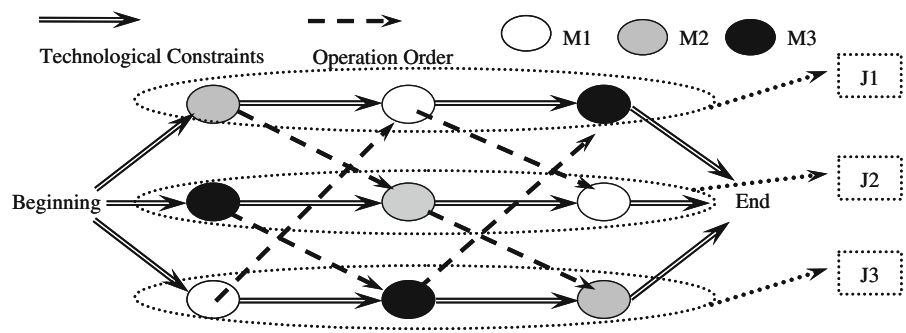 M1 M2 M3
Technological Constraints Operation Order
J1
Beginning End J2
J3